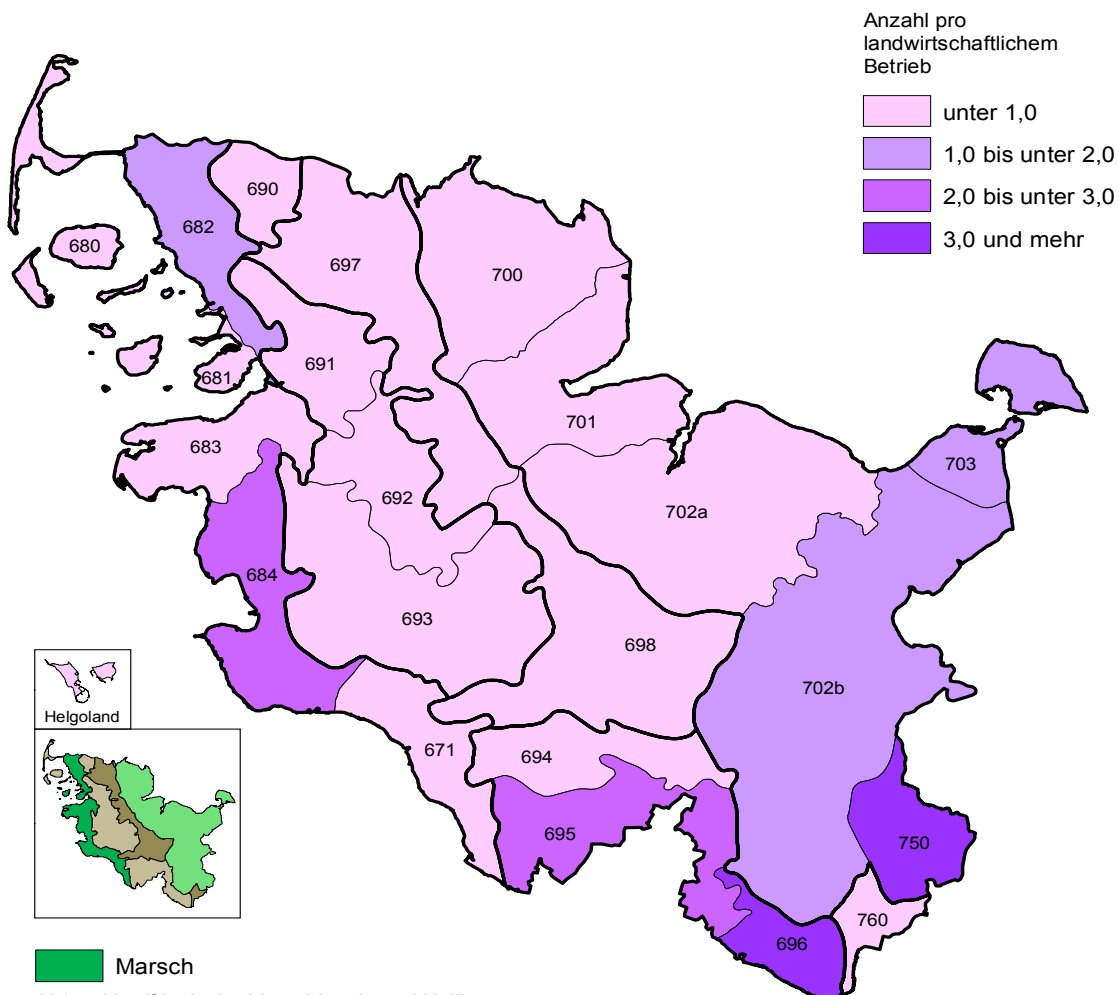 Anzahl pro
landwirtschaftlichem
Betrieb
unter 1,0
1,0 bis unter 2,0
2,0 bis unter 3,0
3,0 und mehr
690
682
680
697
700
691
681
701
683
703
692
702a
684
693
698
702b
Helgoland
671
694
695
750
760
696
Marsch